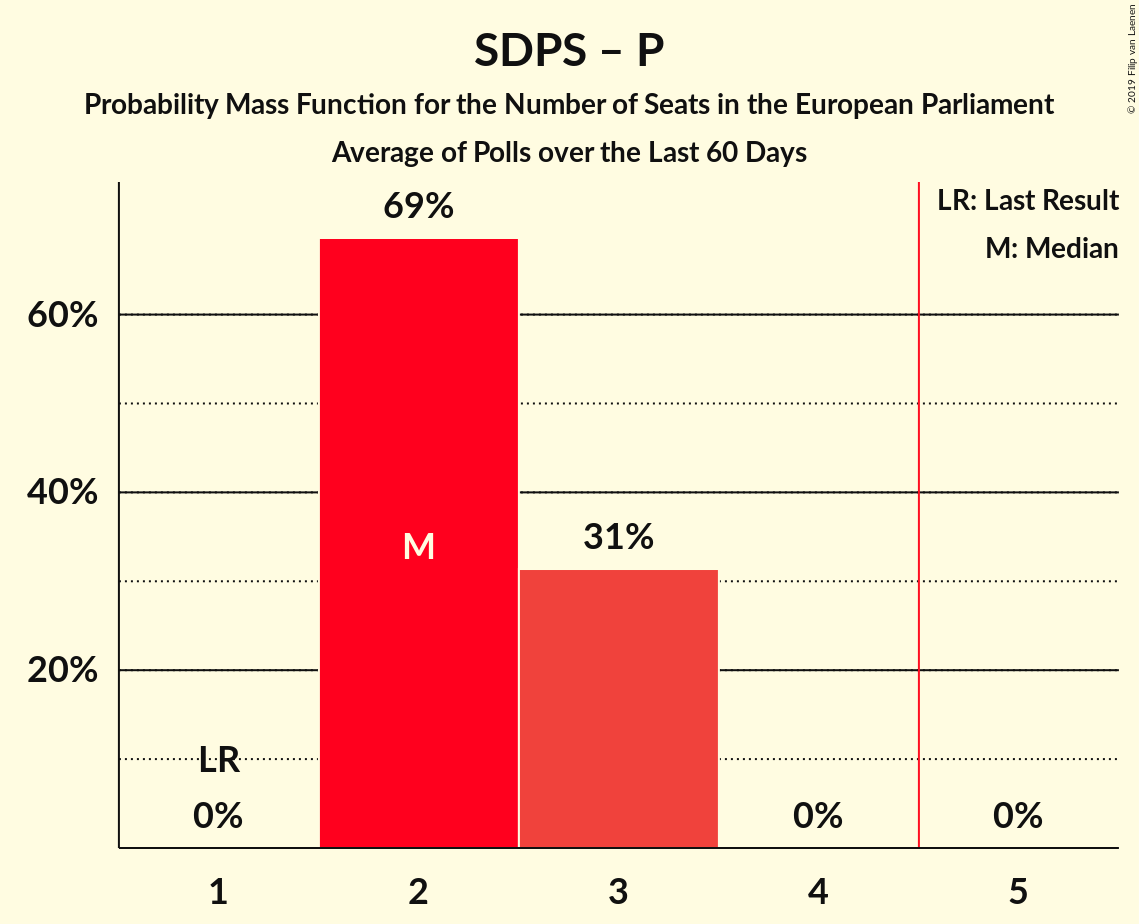 SDPS – P
Probability Mass Function for the Number of Seats in the European Parliament
Average of Polls over the Last 60 Days
© 2019 Filip van Laenen
LR: Last Result
M: Median
69%
60%
40%
M
31%
20%
LR
0%
0%
0%
1
2
3
4
5